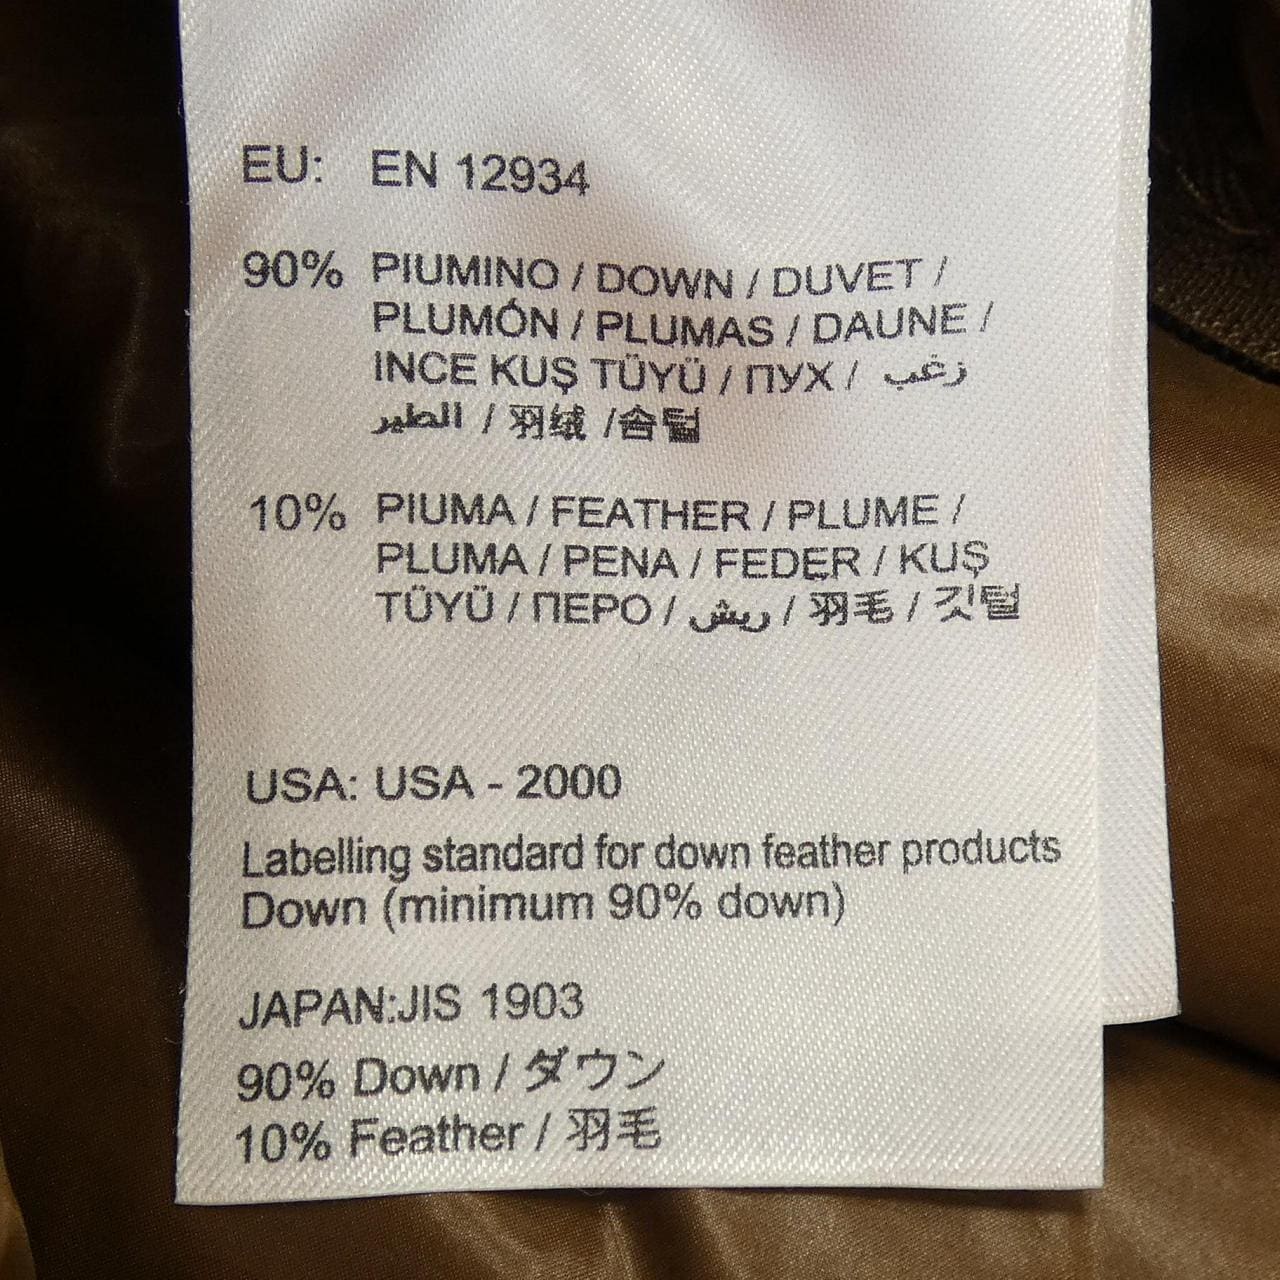 EU: EN 12934
90% PIUMINO / DOWN / DUVET /
PLUMÓN / PLUMAS / DAUNE /
INCE KUŞ TÜYÜ / ПУХ / زغب
الطير / 羽绒 /솜털
10% PIUMA / FEATHER / PLUME /
PLUMA / PENA / FEDER / KUŞ
TÜYÜ / ПЕРО / ريش / 羽毛 / 깃털
USA: USA - 2000
Labelling standard for down feather products
Down (minimum 90% down)
JAPAN:JIS 1903
90% Down / ダウン
10% Feather / 羽毛